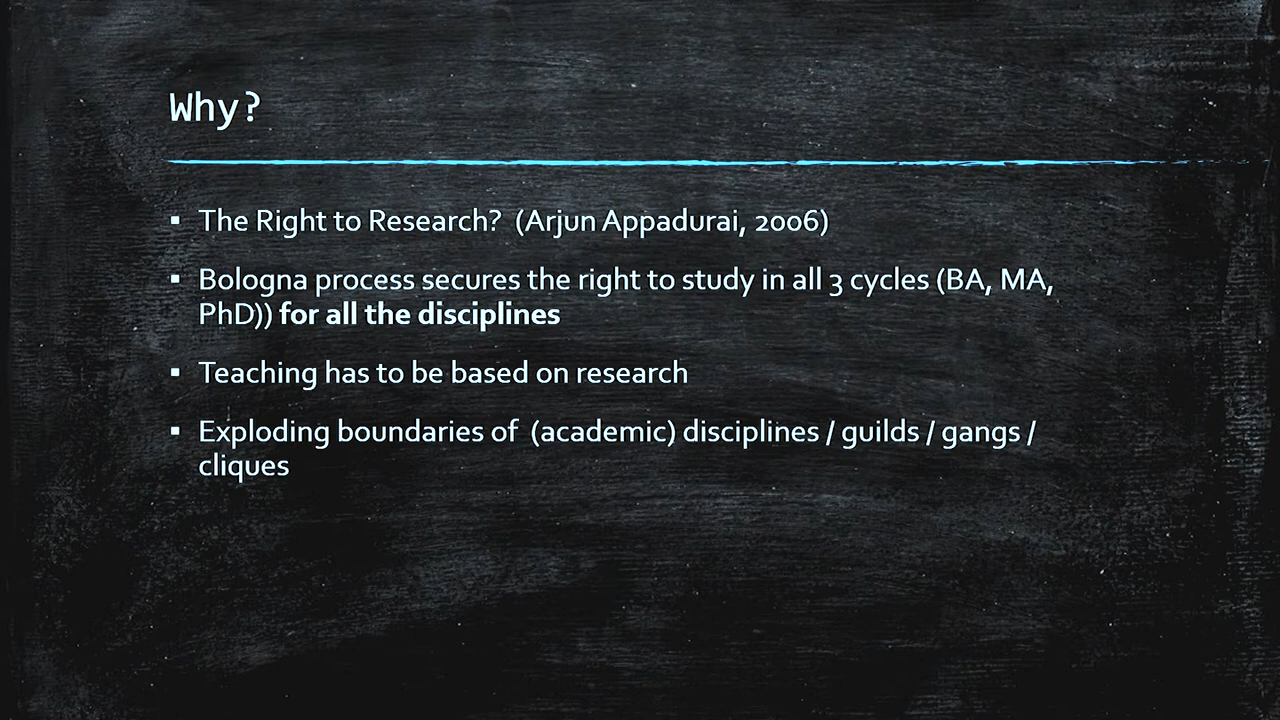 Why?
▪ The Right to Research?  (Arjun Appadurai, 2006)
▪ Bologna process secures the right to study in all 3 cycles (BA, MA,
PhD)) for all the disciplines
▪ Teaching has to be based on research
▪ Exploding boundaries of  (academic) disciplines / guilds / gangs /
cliques